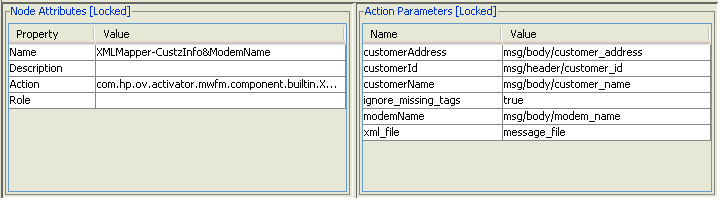 Node Attributes [Locked]
Property Value
Name XMLMapper-CustzInfo&ModemName
Description
Action com.hp.ov.activator.mwfm.component.builtin.X...
Role
Action Parameters [Locked]
Name Value
customerAddress msg/body/customer_address
customerId msg/header/customer_id
customerName msg/body/customer_name
ignore_missing_tags true
modemName msg/body/modem_name
xml_file message_file